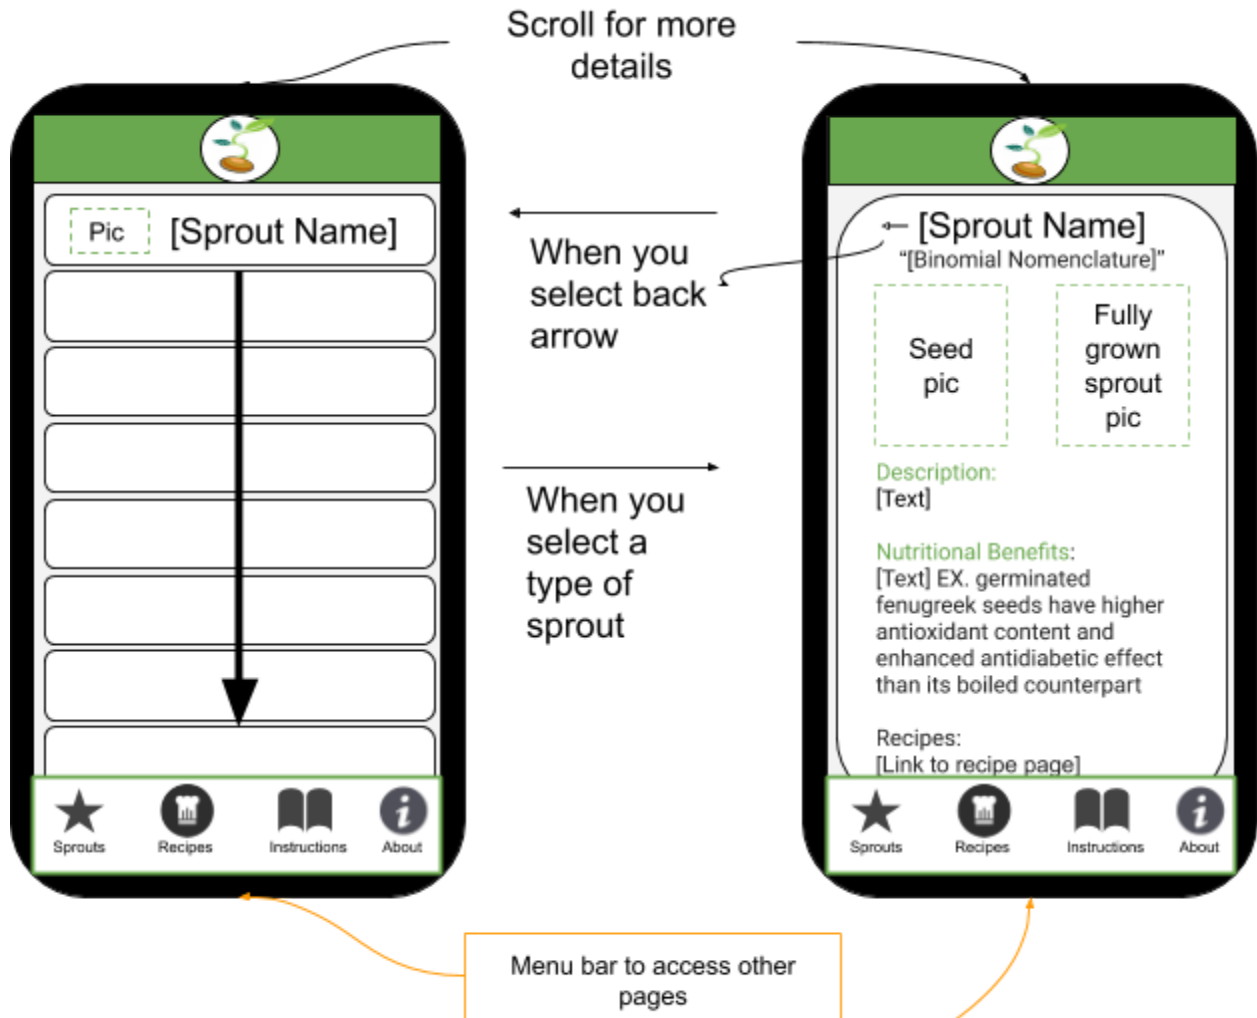 Scroll for more
details
Pic [Sprout Name]
Sprouts Recipes Instructions About
When you
select back
arrow
When you
select a
type of
sprout
[Sprout Name]
“[Binomial Nomenclature]”
Seed
pic
Fully
grown
sprout
pic
Description:
[Text]
Nutritional Benefits:
[Text] EX. germinated
fenugreek seeds have higher
antioxidant content and
enhanced antidiabetic effect
than its boiled counterpart
Recipes:
[Link to recipe page]
Sprouts Recipes Instructions About
Menu bar to access other
pages